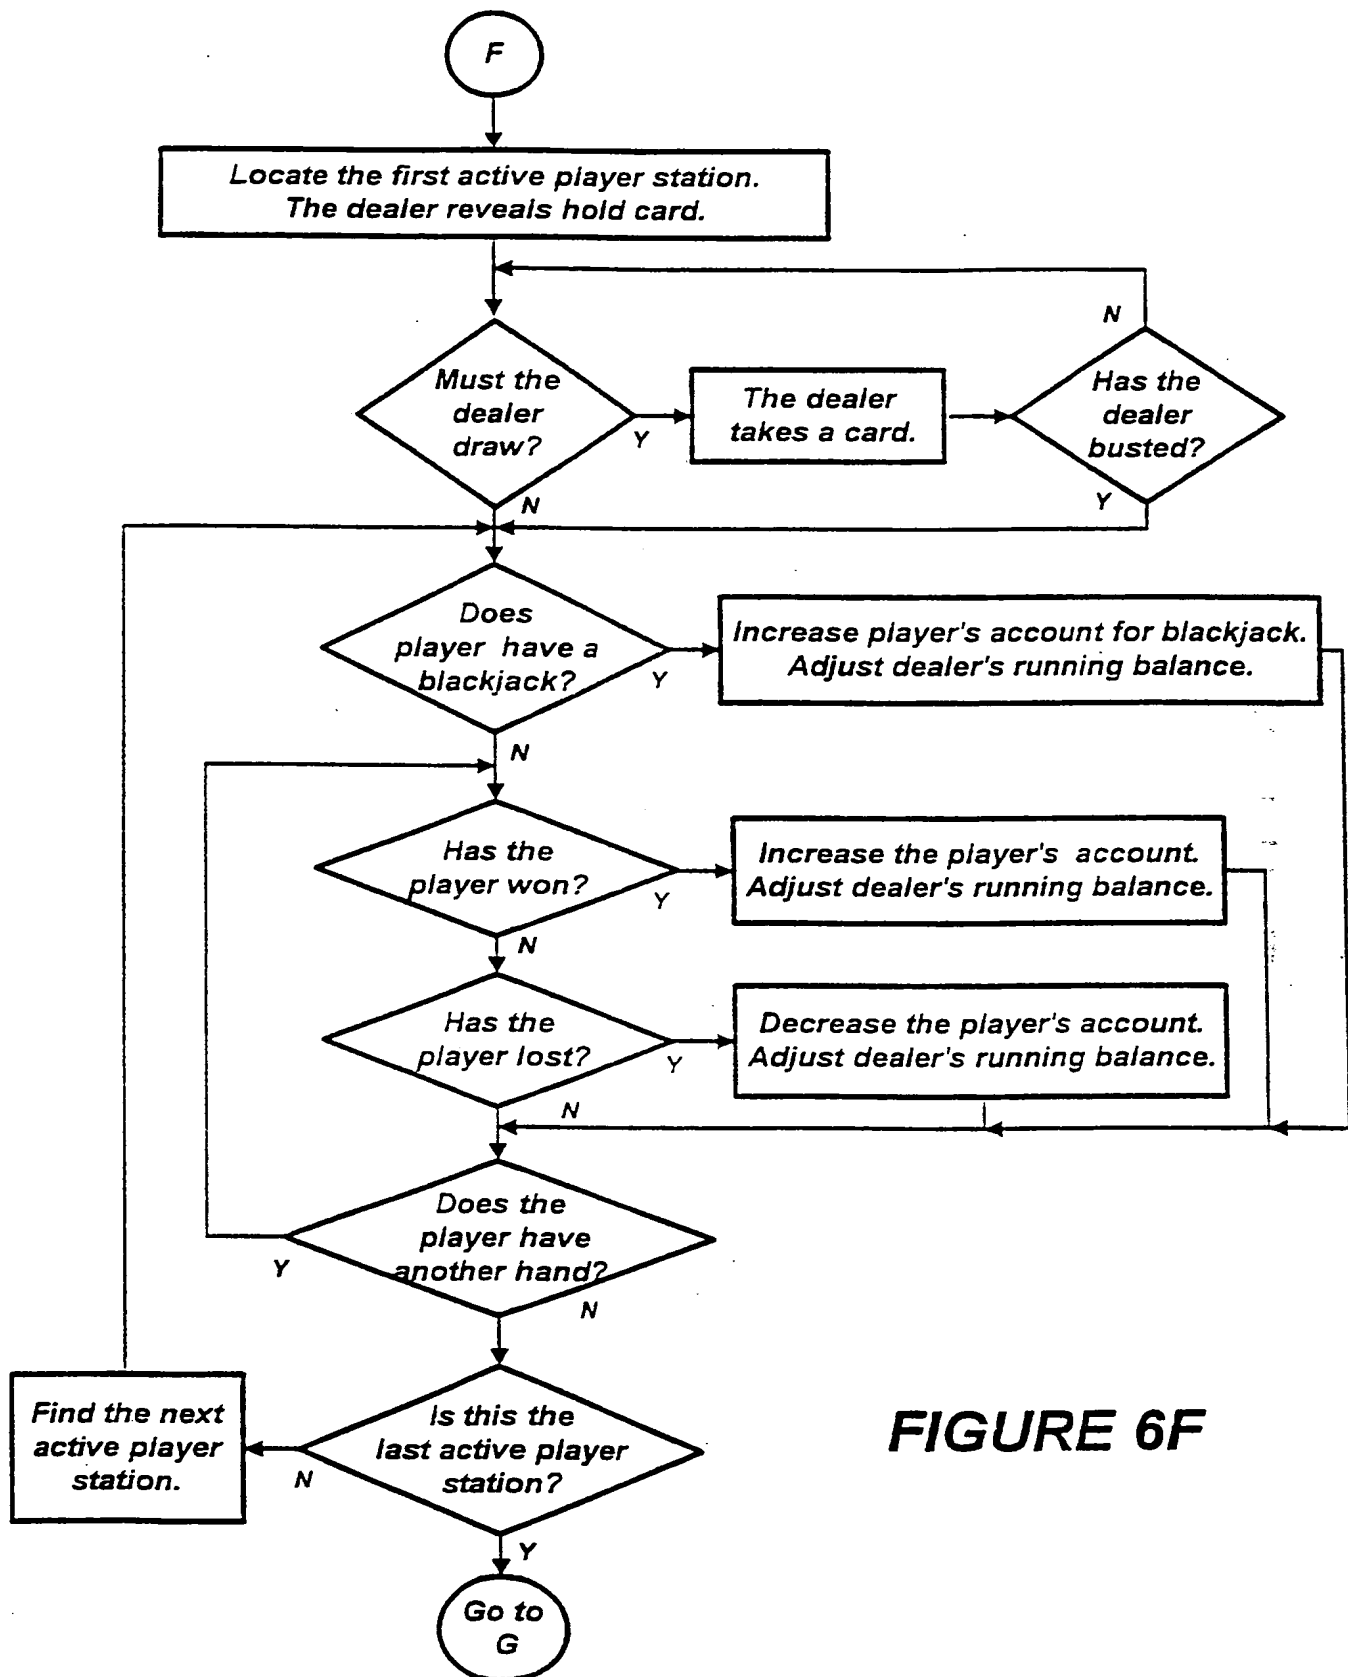 F
Locate the first active player station.
The dealer reveals hold card.
N
Must the
dealer
draw?
Y
The dealer
takes a card.
Has the
dealer
busted?
N
Y
Does
player have a
blackjack?
Y
Increase player's account for blackjack.
Adjust dealer's running balance.
N
Has the
player won?
Y
Increase the player's account.
Adjust dealer's running balance.
N
Has the
player lost?
Y
Decrease the player's account.
Adjust dealer's running balance.
N
Does the
player have
another hand?
Y
N
Find the next
active player
station.
N
Is this the
last active player
station?
Y
Go to
G
FIGURE 6F